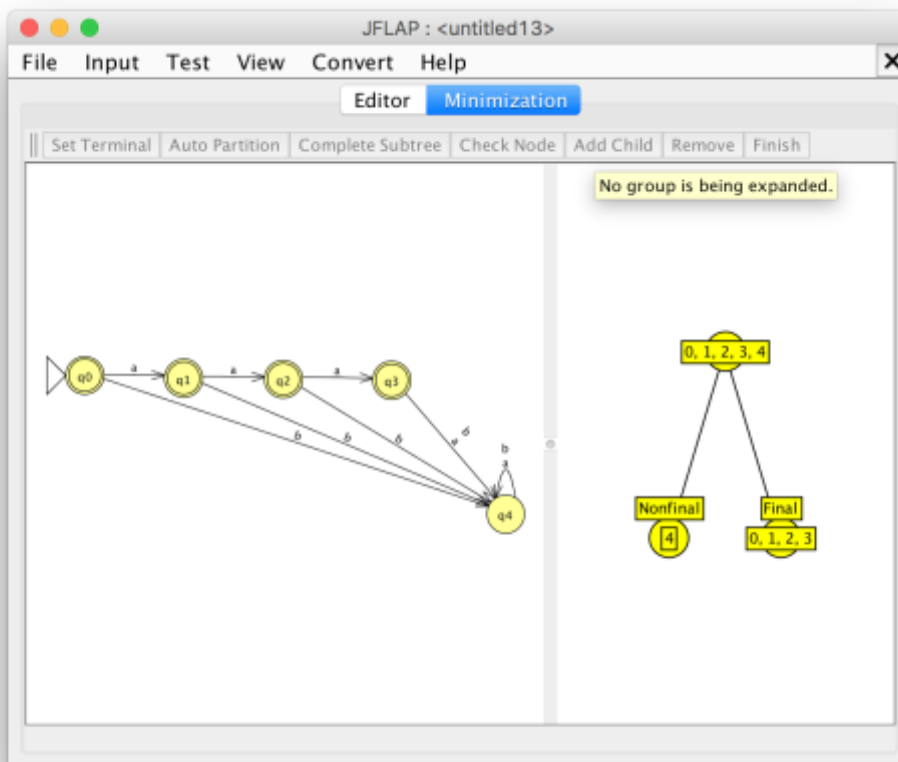 JFLAP : <untitled13>
File Input Test View Convert Help
Editor Minimization
Set Terminal Auto Partition Complete Subtree Check Node Add Child Remove Finish
No group is being expanded.
0, 1, 2, 3, 4
q0 a q1 a q2 a q3
b b b a b
b
a
q4
Nonfinal Final
4 0, 1, 2, 3